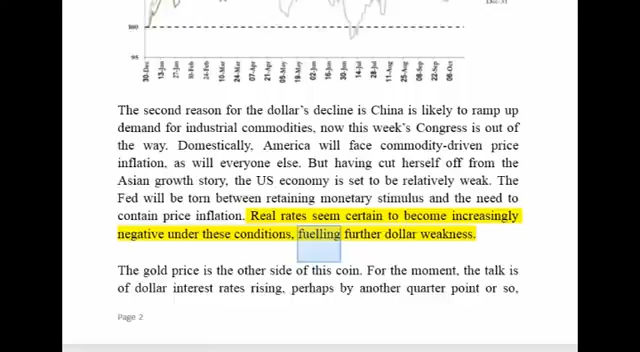 100
95
30-Dec 13-Jan 27-Jan 10-Feb 24-Feb 10-Mar 24-Mar 07-Apr 21-Apr 05-May 19-May 02-Jun 16-Jun 30-Jun 14-Jul 28-Jul 11-Aug 25-Aug 08-Sep 22-Sep 06-Oct
The second reason for the dollar’s decline is China is likely to ramp up
demand for industrial commodities, now this week’s Congress is out of
the way. Domestically, America will face commodity-driven price
inflation, as will everyone else. But having cut herself off from the
Asian growth story, the US economy is set to be relatively weak. The
Fed will be torn between retaining monetary stimulus and the need to
contain price inflation. Real rates seem certain to become increasingly
negative under these conditions, fuelling further dollar weakness.
The gold price is the other side of this coin. For the moment, the talk is
of dollar interest rates rising, perhaps by another quarter point or so,
Page 2